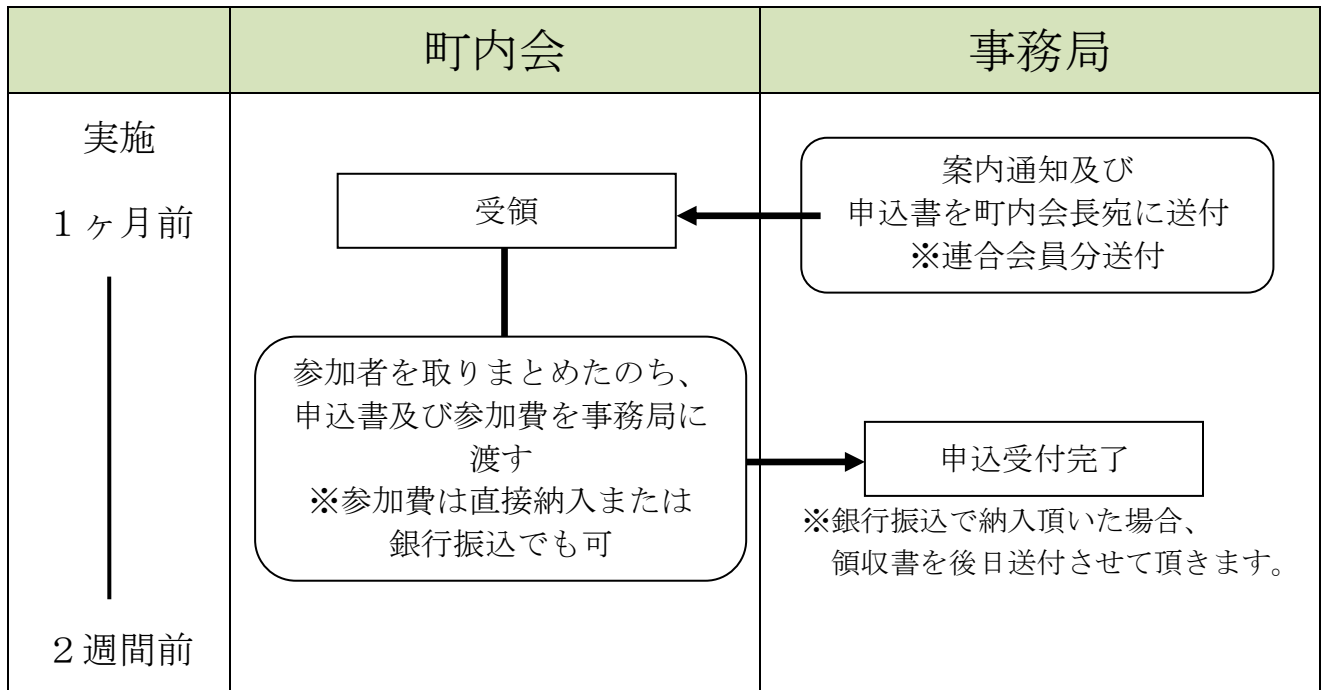 町内会
事務局
実施
１ヶ月前
受領
案内通知及び
申込書を町内会長宛に送付
※連合会員分送付
参加者を取りまとめたのち、
申込書及び参加費を事務局に
渡す
※参加費は直接納入または
銀行振込でも可
申込受付完了
※銀行振込で納入頂いた場合、
領収書を後日送付させて頂きます。
２週間前